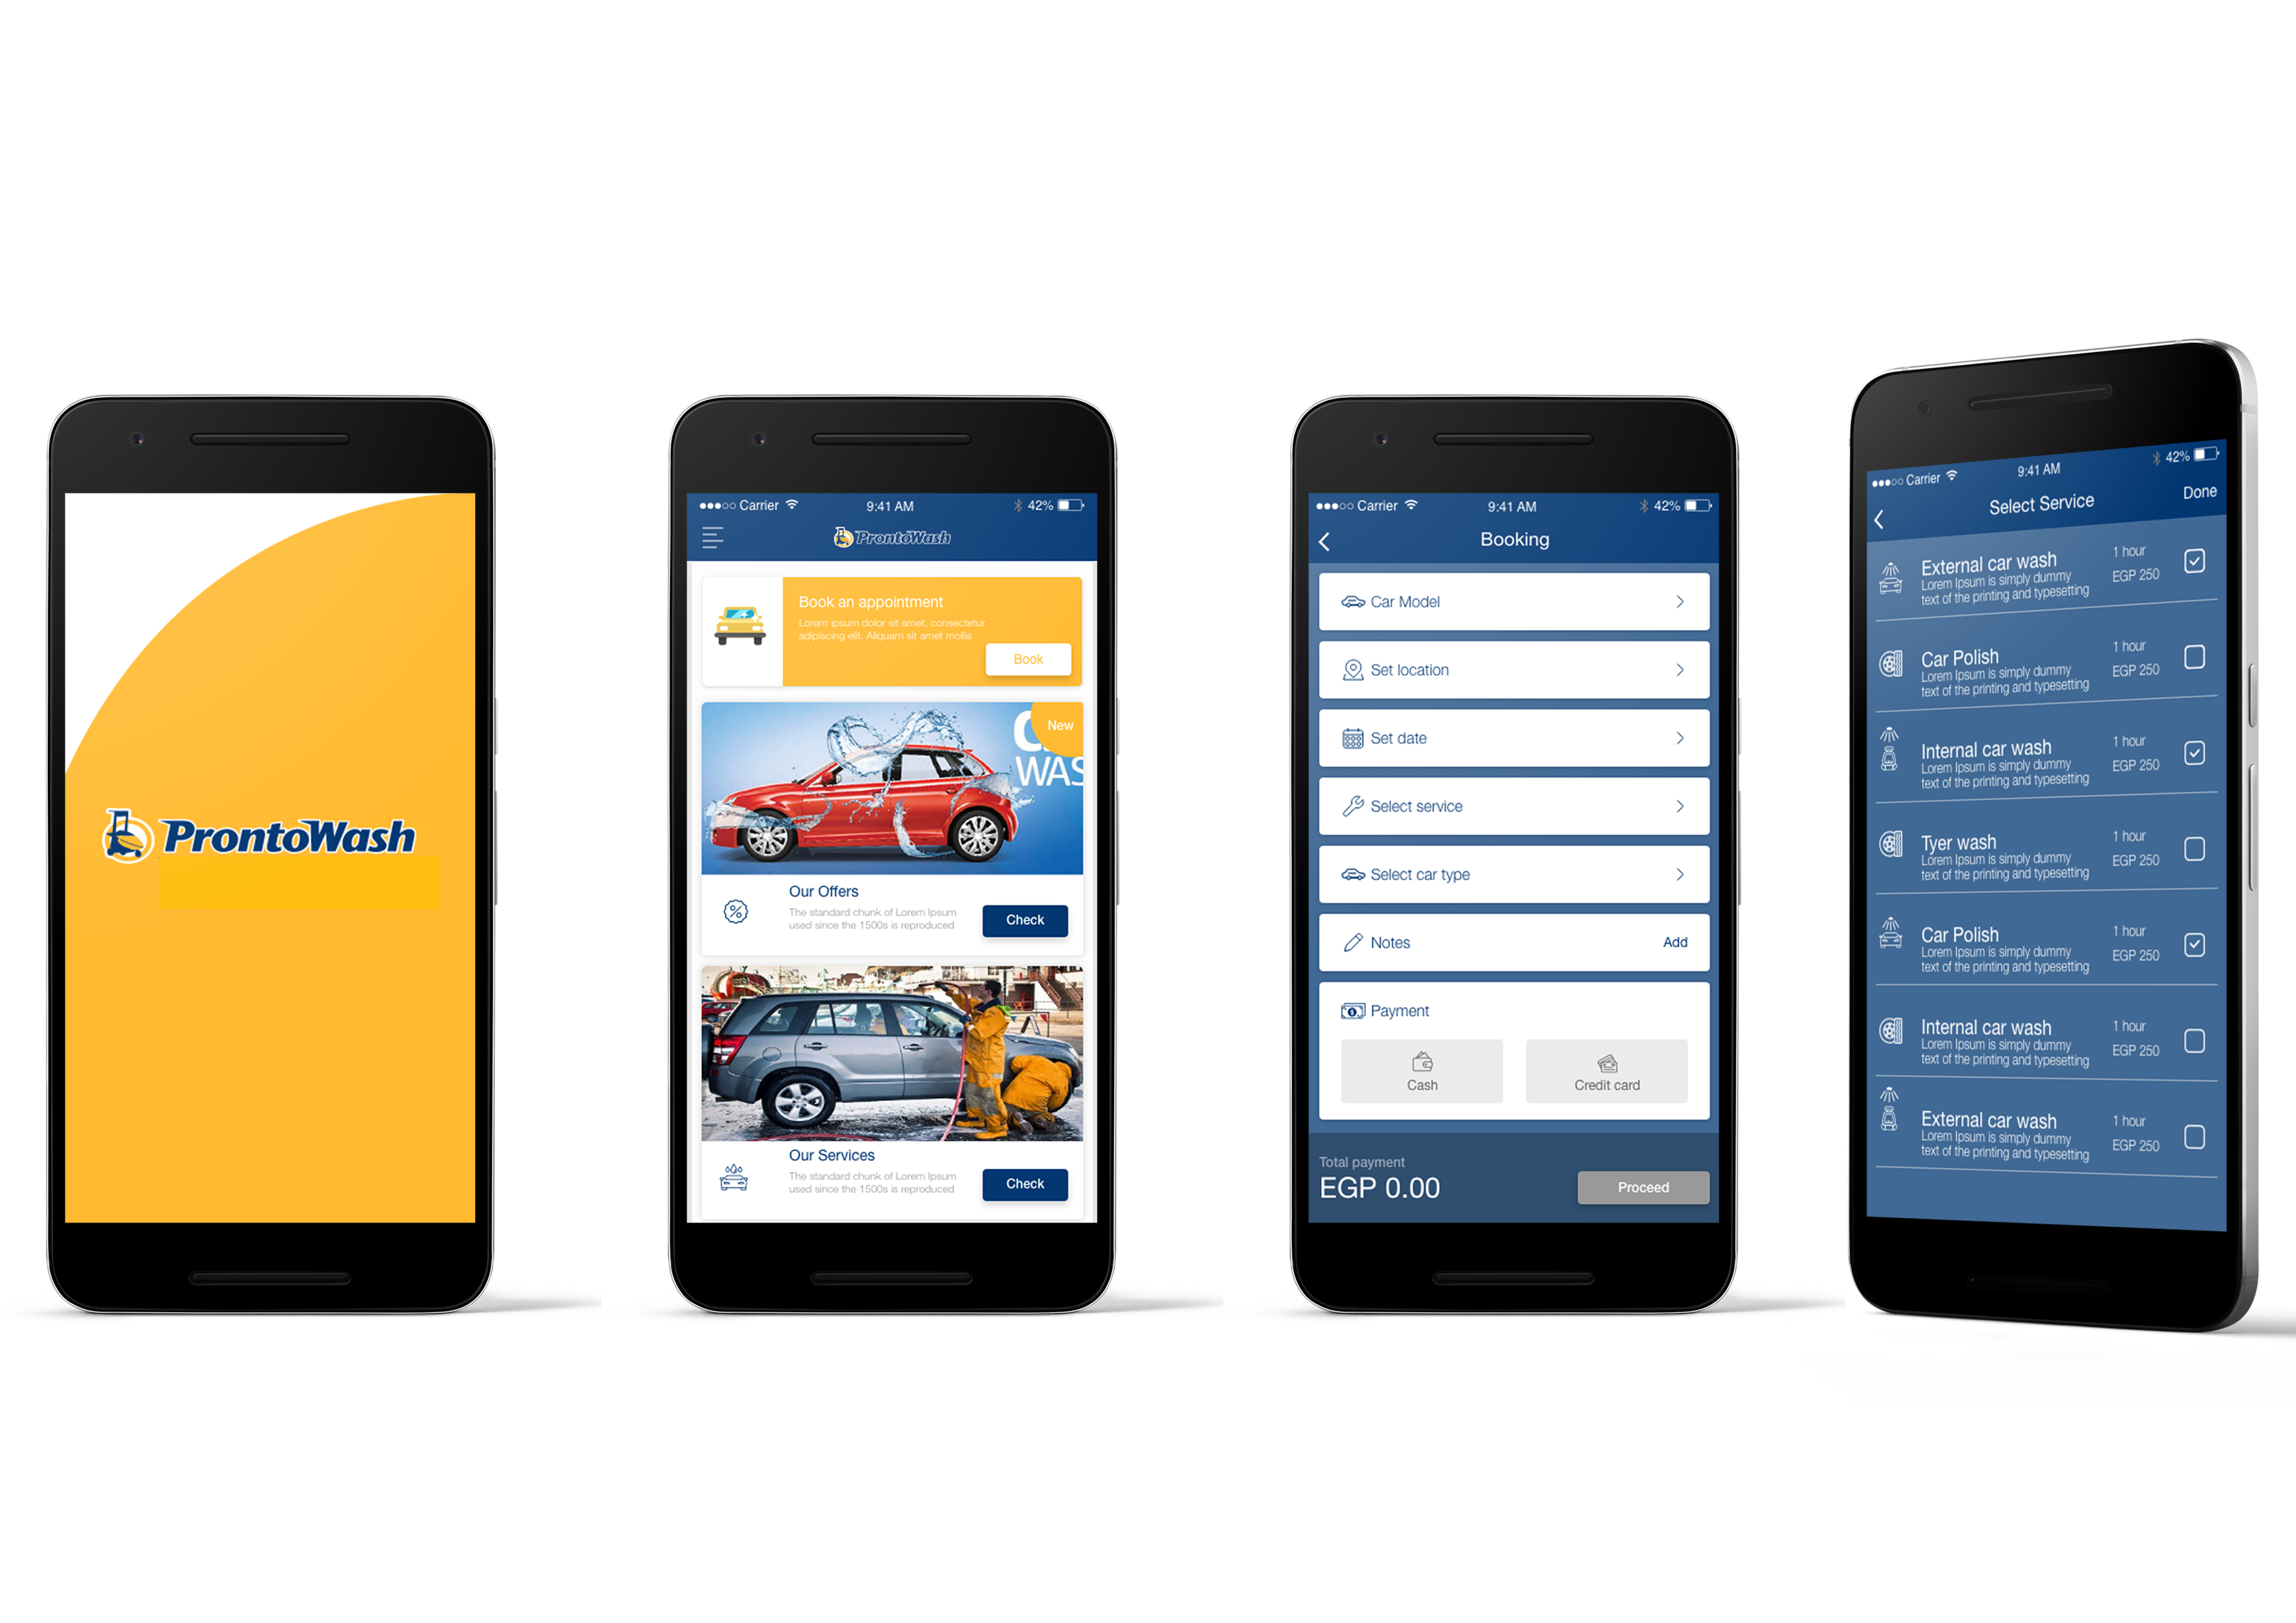 ProntoWash
Carrier 9:41 AM 42%
ProntoWash
Book an appointment
Lorem ipsum dolor sit amet, consectetur
adipiscing elit. Aliquam sit amet mollis
Book
New
WAS
Our Offers
The standard chunk of Lorem Ipsum
used since the 1500s is reproduced
Check
Our Services
The standard chunk of Lorem Ipsum
used since the 1500s is reproduced
Check
Carrier 9:41 AM 42%
Booking
Car Model
Set location
Set date
Select service
Select car type
Notes Add
Payment
Cash Credit card
Total payment
EGP 0.00
Proceed
Carrier 9:41 AM 42%
Select Service Done
External car wash 1 hour
Lorem Ipsum is simply dummy EGP 250
text of the printing and typesetting
Car Polish 1 hour
Lorem Ipsum is simply dummy EGP 250
text of the printing and typesetting
Internal car wash 1 hour
Lorem Ipsum is simply dummy EGP 250
text of the printing and typesetting
Tyer wash 1 hour
Lorem Ipsum is simply dummy EGP 250
text of the printing and typesetting
Car Polish 1 hour
Lorem Ipsum is simply dummy EGP 250
text of the printing and typesetting
Internal car wash 1 hour
Lorem Ipsum is simply dummy EGP 250
text of the printing and typesetting
External car wash 1 hour
Lorem Ipsum is simply dummy EGP 250
text of the printing and typesetting